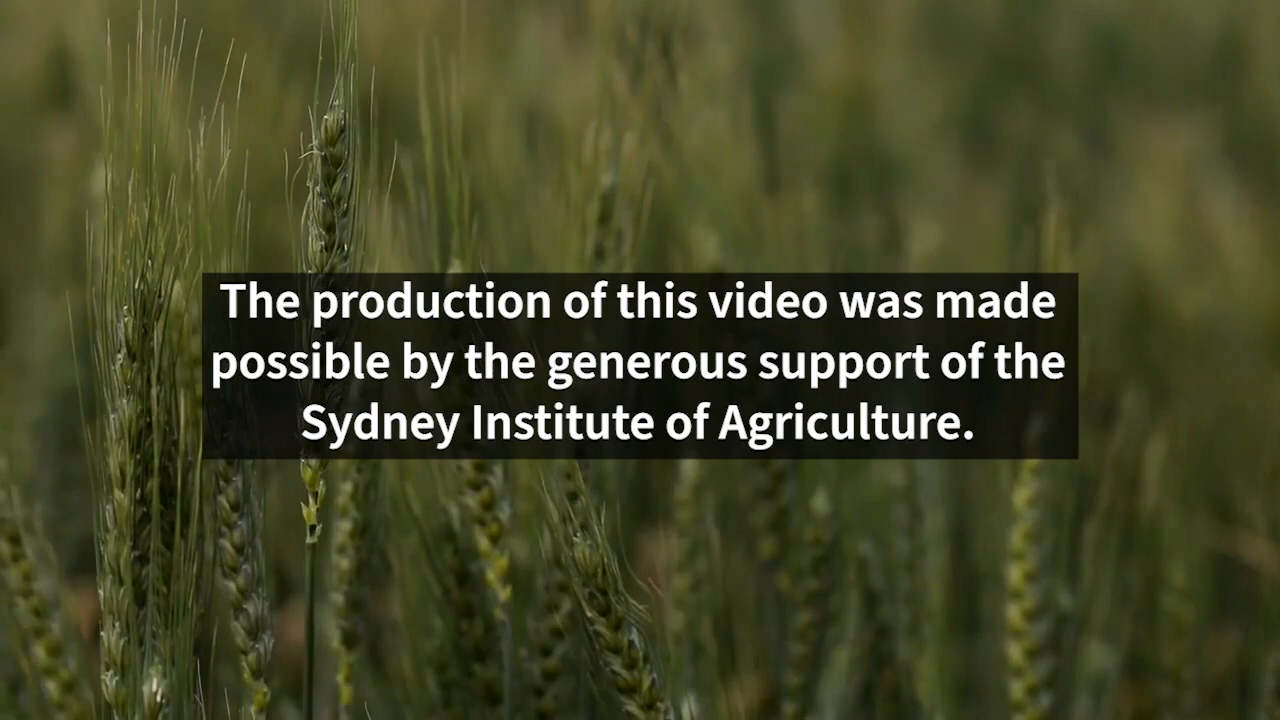 The production of this video was made
possible by the generous support of the
Sydney Institute of Agriculture.